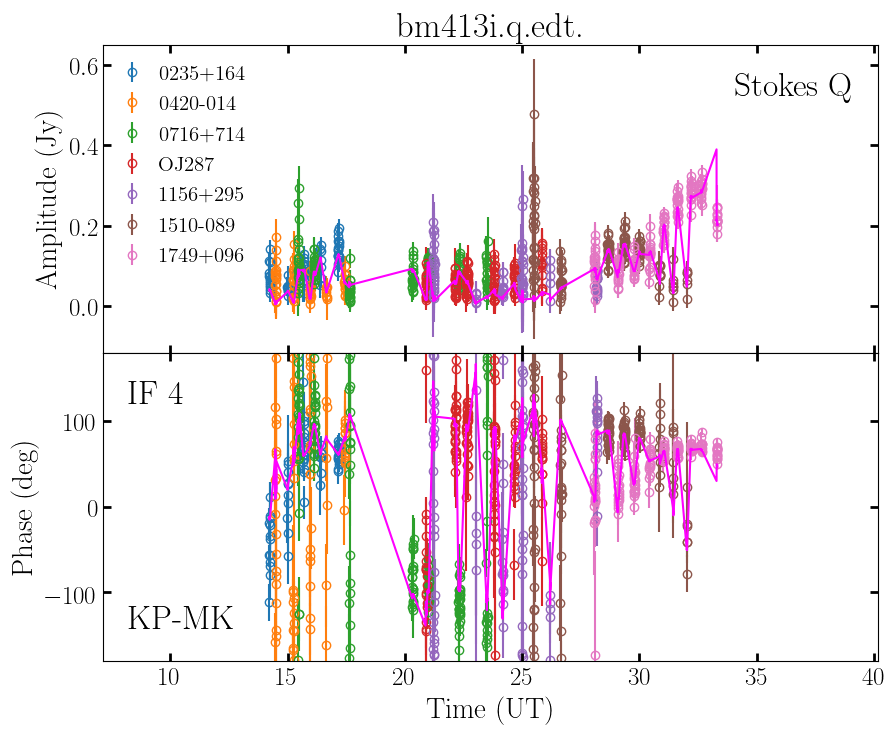 bm413i.q.edt.
Stokes Q
Amplitude (Jy)
0.6
0.4
0.2
0.0
0235+164
0420-014
0716+714
OJ287
1156+295
1510-089
1749+096
IF 4
KP-MK
Phase (deg)
100
0
−100
10 15 20 25 30 35 40
Time (UT)